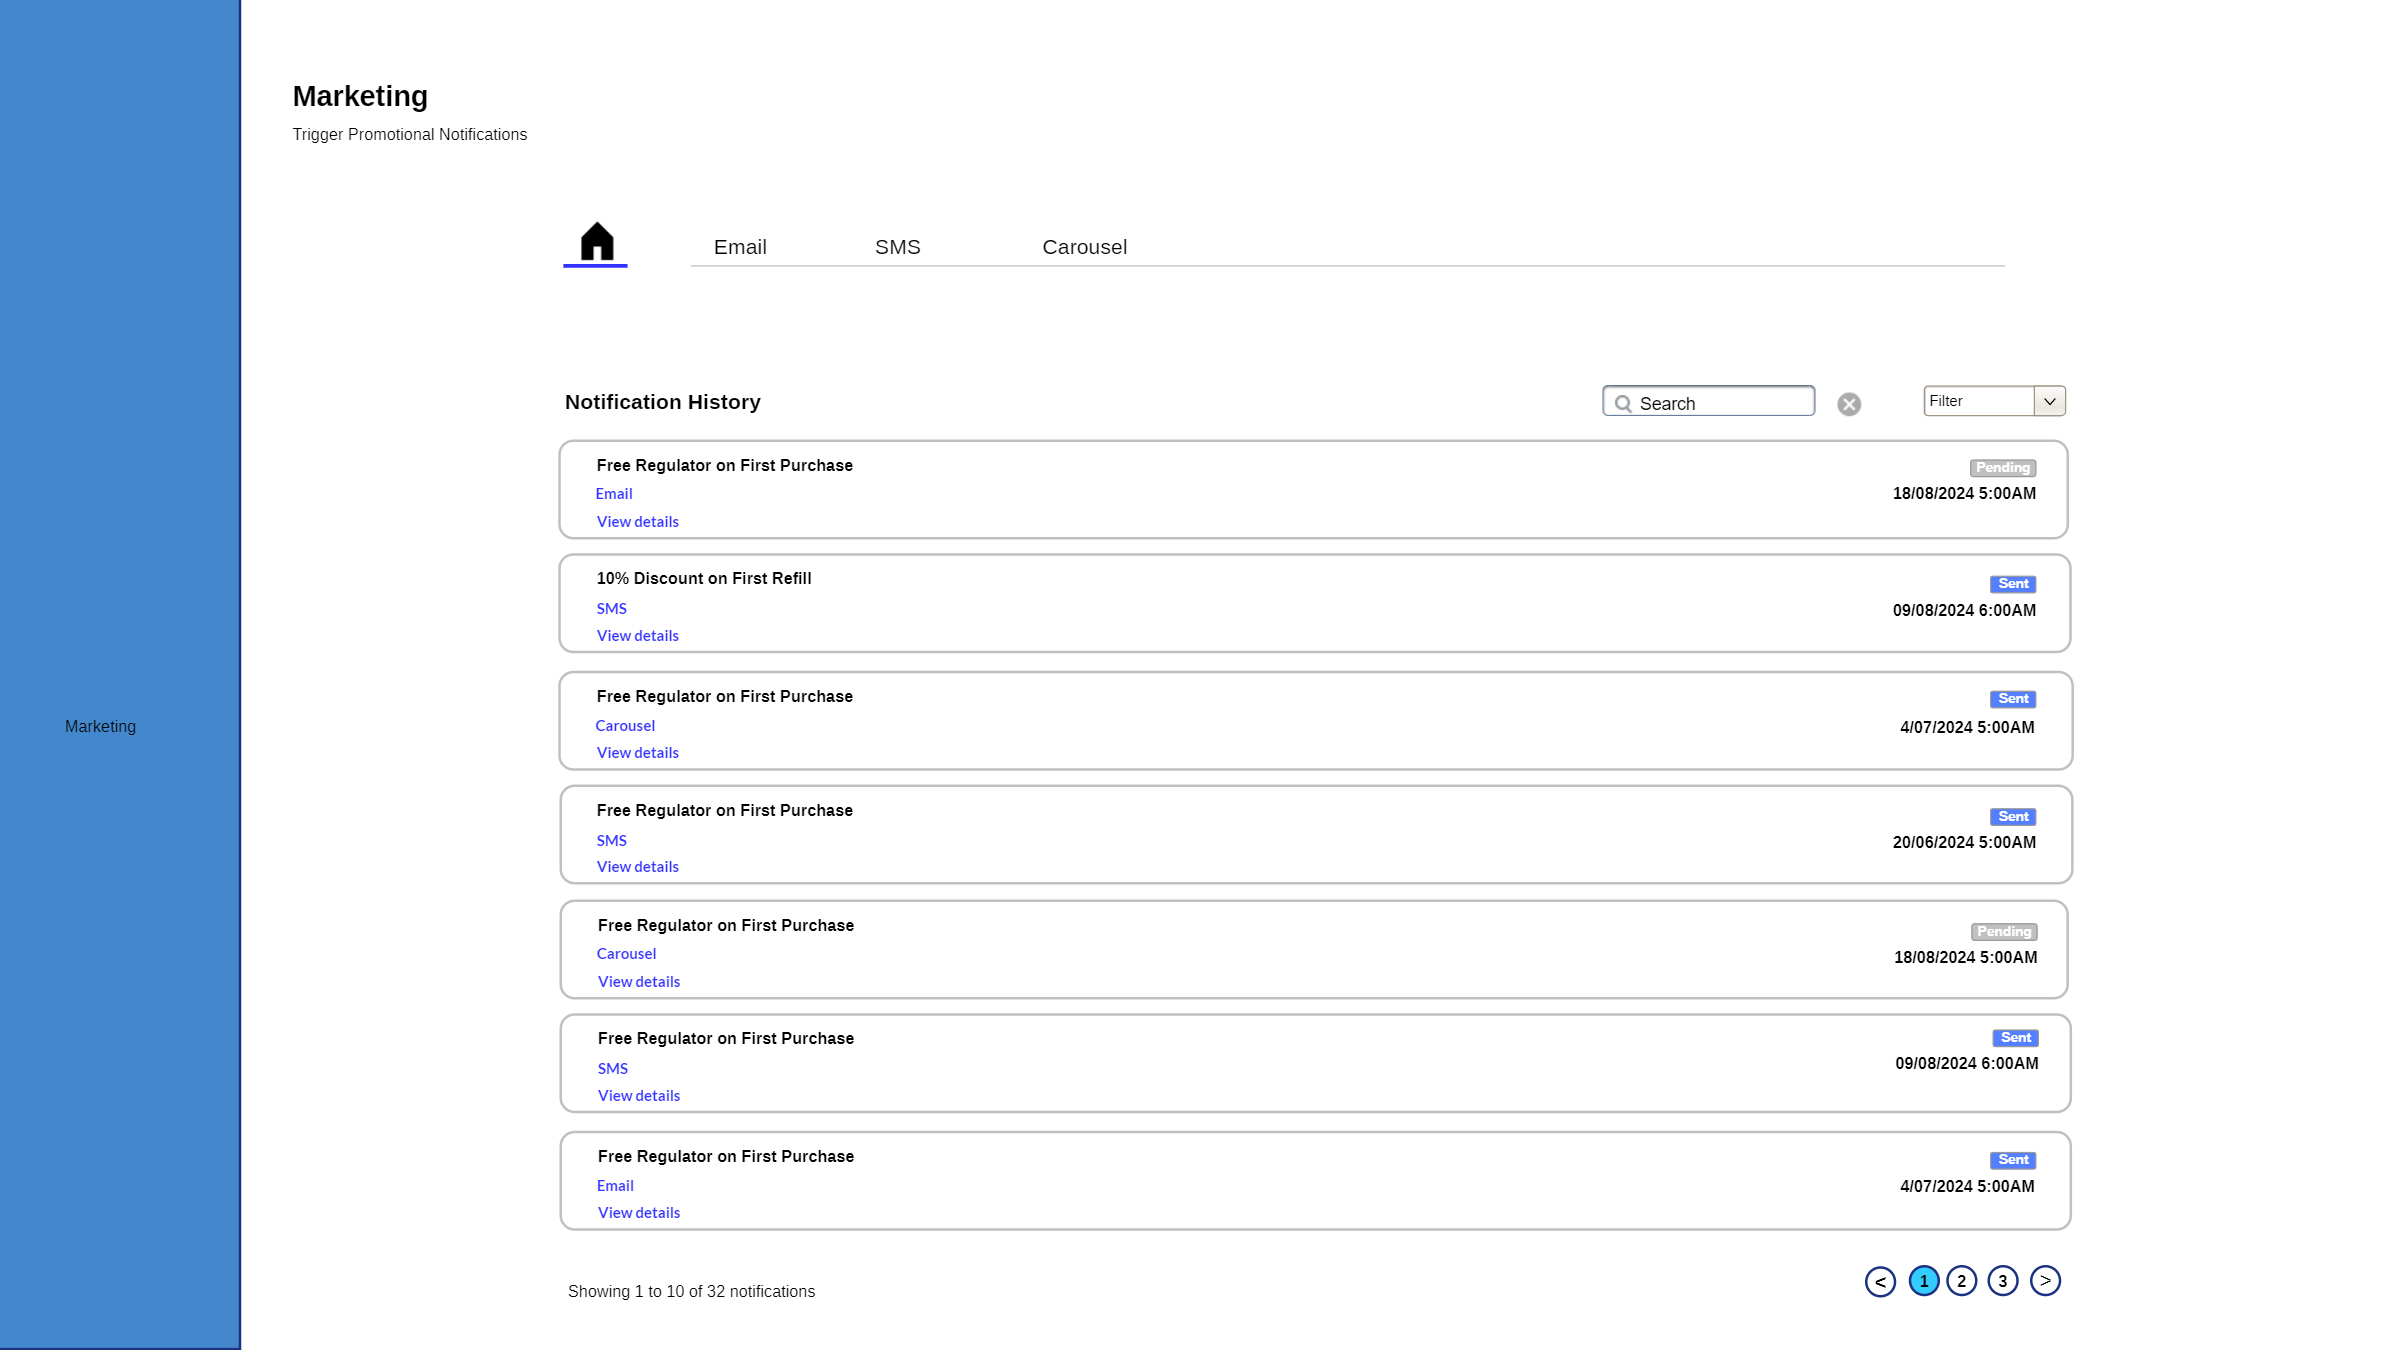 Marketing
Trigger Promotional Notifications
Email SMS Carousel
Notification History
Search
Filter
Free Regulator on First Purchase
Pending
Email
18/08/2024 5:00AM
View details
10% Discount on First Refill
Sent
SMS
09/08/2024 6:00AM
View details
Free Regulator on First Purchase
Sent
Carousel
4/07/2024 5:00AM
View details
Marketing
Free Regulator on First Purchase
Sent
SMS
20/06/2024 5:00AM
View details
Free Regulator on First Purchase
Pending
Carousel
18/08/2024 5:00AM
View details
Free Regulator on First Purchase
Sent
SMS
09/08/2024 6:00AM
View details
Free Regulator on First Purchase
Sent
Email
4/07/2024 5:00AM
View details
Showing 1 to 10 of 32 notifications
< 1 2 3 >